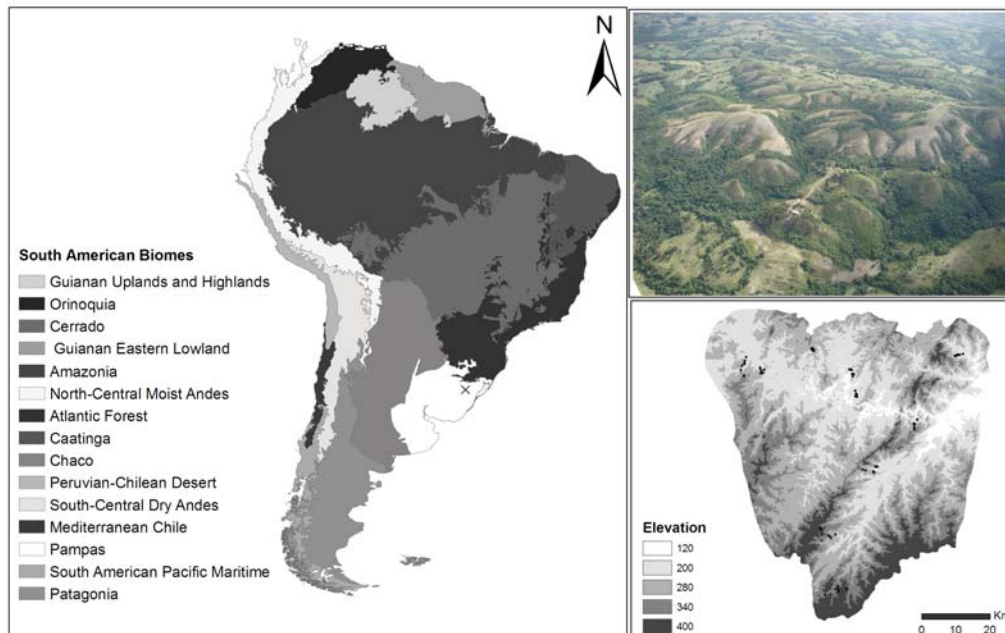 N
South American Biomes
Guianan Uplands and Highlands
Orinoquia
Cerrado
Guianan Eastern Lowland
Amazonia
North-Central Moist Andes
Atlantic Forest
Caatinga
Chaco
Peruvian-Chilean Desert
South-Central Dry Andes
Mediterranean Chile
Pampas
South American Pacific Maritime
Patagonia
Elevation
120
200
280
340
400
Km
0 10 20